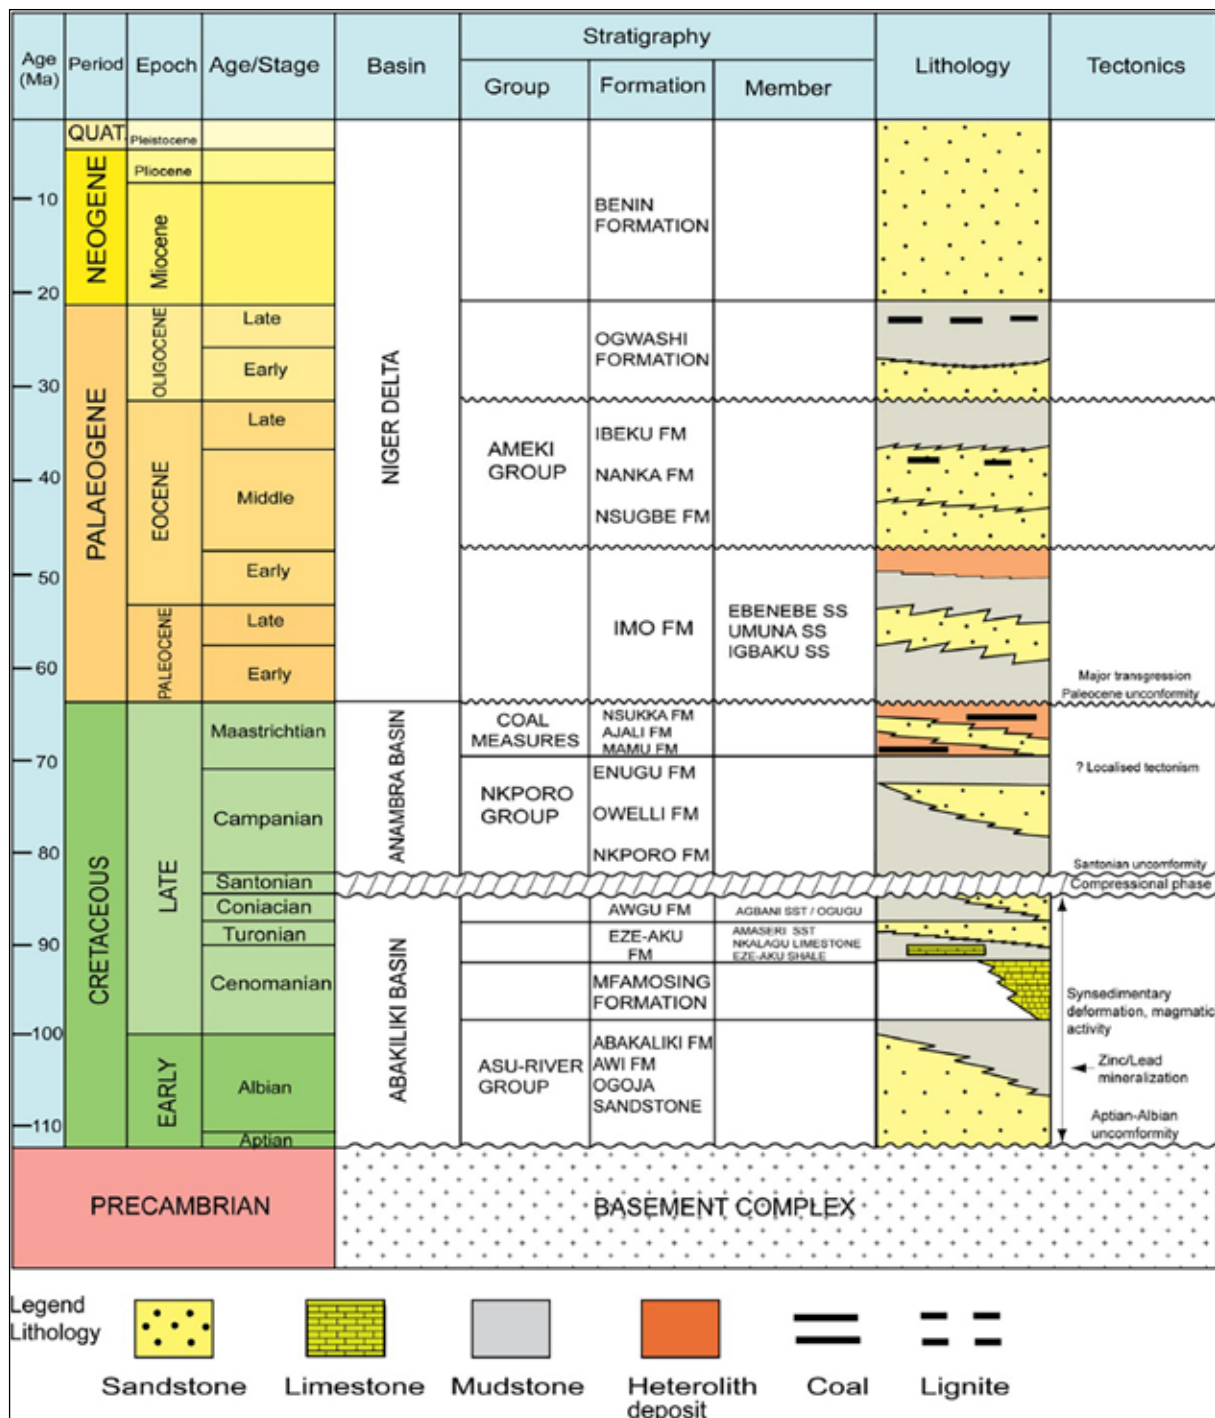 Age
(Ma)
Period
Epoch
Age/Stage
Basin
Stratigraphy
Group
Formation
Member
Lithology
Tectonics
QUAT.
Pleistocene
NEOGENE
Pliocene
Miocene
10
20
30
40
50
60
70
80
90
100
110
PALAEOGENE
OLIGOCENE
Late
Early
EOCENE
Late
Middle
Early
PALEOCENE
Late
Early
CRETACEOUS
LATE
Maastrichtian
Campanian
Santonian
Coniacian
Turonian
Cenomanian
EARLY
Albian
Aptian
NIGER DELTA
ANAMBRA BASIN
ABAKILIKI BASIN
BENIN
FORMATION
OGWASHI
FORMATION
AMEKI
GROUP
IBEKU FM
NANKA FM
NSUGBE FM
IMO FM
EBENEBE SS
UMUNA SS
IGBAKU SS
Major transgression
Paleocene unconformity
COAL
MEASURES
NSUKKA FM
AJALI FM
MAMU FM
? Localised tectonism
NKPORO
GROUP
ENUGU FM
OWELLI FM
NKPORO FM
Santonian uncomformity
Compressional phase
AWGU FM
AGBANI SST / OGUGU
EZE-AKU
FM
AMASERI SST
NKALAGU LIMESTONE
EZE-AKU SHALE
MFAMOSING
FORMATION
Synsedimentary
deformation, magmatic
activity
ASU-RIVER
GROUP
ABAKALIKI FM
AWI FM
OGOJA
SANDSTONE
Zinc/Lead
mineralization
Aptian-Albian
uncomformity
PRECAMBRIAN
BASEMENT COMPLEX
Legend
Lithology
Sandstone
Limestone
Mudstone
Heterolith
deposit
Coal
Lignite